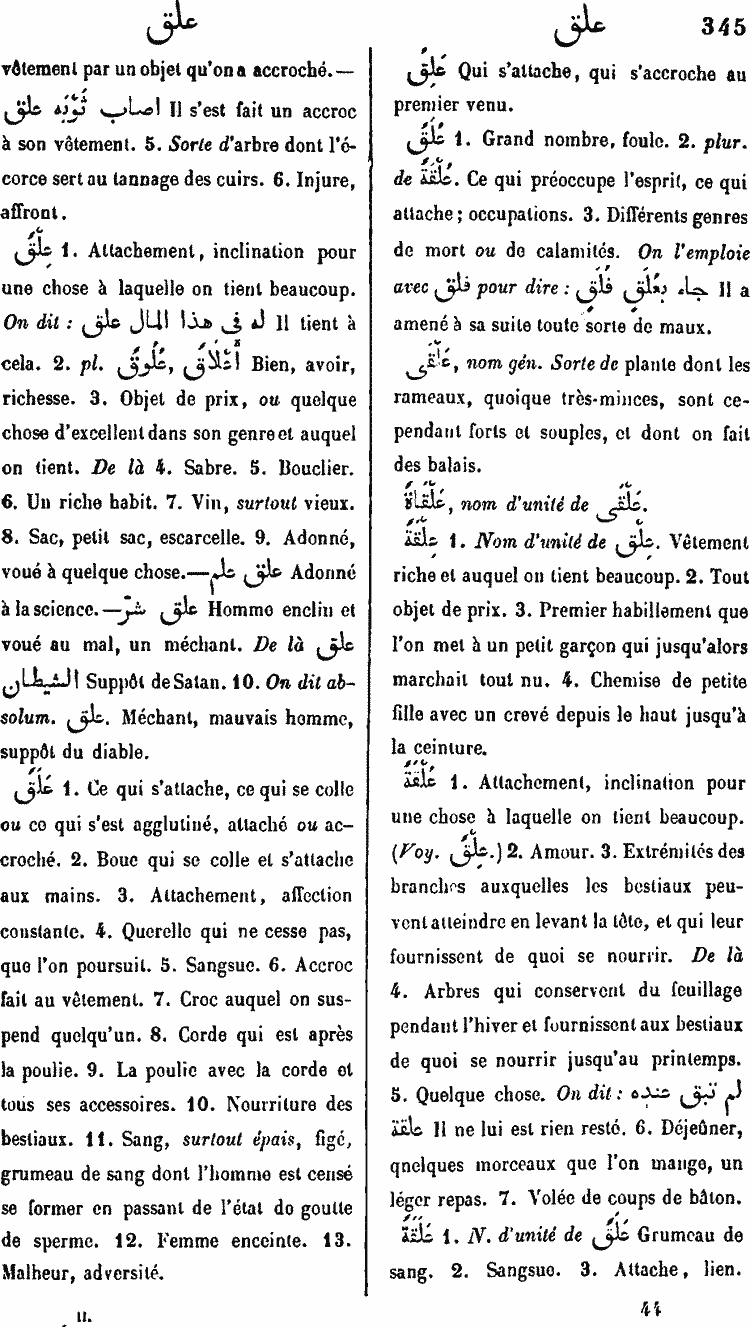 علق
علق 345
vêtement par un objet qu'on a accroché.—
اصاب ثَوْبَه علق Il s'est fait un accroc
à son vêtement. 5. Sorte d'arbre dont l'é-
corce sert au tannage des cuirs. 6. Injure,
affront.
عِلْقٌ 1. Attachement, inclination pour
une chose à laquelle on tient beaucoup.
On dit : له في هذا المال علق Il tient à
cela. 2. pl. أَعْلَاقٌ, عُلُوقٌ Bien, avoir,
richesse. 3. Objet de prix, ou quelque
chose d'excellent dans son genre et auquel
on tient. De là 4. Sabre. 5. Bouclier.
6. Un riche habit. 7. Vin, surtout vieux.
8. Sac, petit sac, escarcelle. 9. Adonné,
voué à quelque chose.— علق علم Adonné
à la science.— علق شرّ Homme enclin et
voué au mal, un méchant. De là علق
الشيطان Suppôt de Satan. 10. On dit ab-
solum. علق. Méchant, mauvais homme,
suppôt du diable.
عَلَقٌ 1. Ce qui s'attache, ce qui se colle
ou ce qui s'est agglutiné, attaché ou ac-
croché. 2. Boue qui se colle et s'attache
aux mains. 3. Attachement, affection
constante. 4. Querelle qui ne cesse pas,
que l'on poursuit. 5. Sangsue. 6. Accroc
fait au vêtement. 7. Croc auquel on sus-
pend quelqu'un. 8. Corde qui est après
la poulie. 9. La poulie avec la corde et
tous ses accessoires. 10. Nourriture des
bestiaux. 11. Sang, surtout épais, figé,
grumeau de sang dont l'homme est censé
se former en passant de l'état de goutte
de sperme. 12. Femme enceinte. 13.
Malheur, adversité.
II.
عُلَقٌ Qui s'attache, qui s'accroche au
premier venu.
عُلَقٌ 1. Grand nombre, foule. 2. plur.
de عُلْقَةٌ. Ce qui préoccupe l'esprit, ce qui
attache ; occupations. 3. Différents genres
de mort ou de calamités. On l'emploie
avec فلق pour dire : جاء بِعُلَقَ فُلَقَ Il a
amené à sa suite toute sorte de maux.
عَلْقَى, nom gén. Sorte de plante dont les
rameaux, quoique très-minces, sont ce-
pendant forts et souples, et dont on fait
des balais.
عَلْقَاةٌ, nom d'unité de عَلْقَى.
عِلْقَةٌ 1. Nom d'unité de عِلْقٌ. Vêtement
riche et auquel on tient beaucoup. 2. Tout
objet de prix. 3. Premier habillement que
l'on met à un petit garçon qui jusqu'alors
marchait tout nu. 4. Chemise de petite
fille avec un crevé depuis le haut jusqu'à
la ceinture.
عُلْقَةٌ 1. Attachement, inclination pour
une chose à laquelle on tient beaucoup.
(Voy. عِلْقٌ.) 2. Amour. 3. Extrémités des
branches auxquelles les bestiaux peu-
vent atteindre en levant la tête, et qui leur
fournissent de quoi se nourrir. De là
4. Arbres qui conservent du feuillage
pendant l'hiver et fournissent aux bestiaux
de quoi se nourrir jusqu'au printemps.
5. Quelque chose. On dit : لم تبق عنده
علقة Il ne lui est rien resté. 6. Déjeûner,
quelques morceaux que l'on mange, un
léger repas. 7. Volée de coups de bâton.
عَلَقَةٌ 1. N. d'unité de عَلَقٌ Grumeau de
sang. 2. Sangsue. 3. Attache, lien.
44